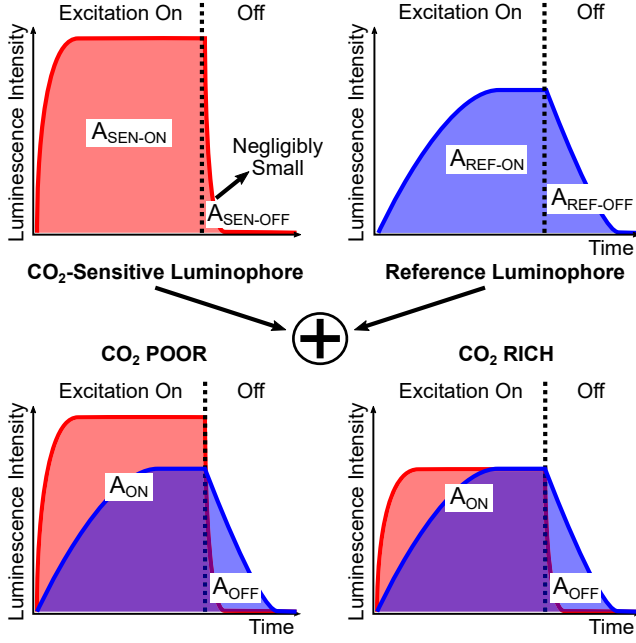 Excitation On Off
Luminescence Intensity
A_SEN-ON
Negligibly
Small
A_SEN-OFF
CO₂-Sensitive Luminophore
Excitation On Off
Luminescence Intensity
A_REF-ON
A_REF-OFF
Time
Reference Luminophore
CO₂ POOR
Excitation On Off
Luminescence Intensity
A_ON
A_OFF
Time
CO₂ RICH
Excitation On Off
Luminescence Intensity
A_ON
A_OFF
Time